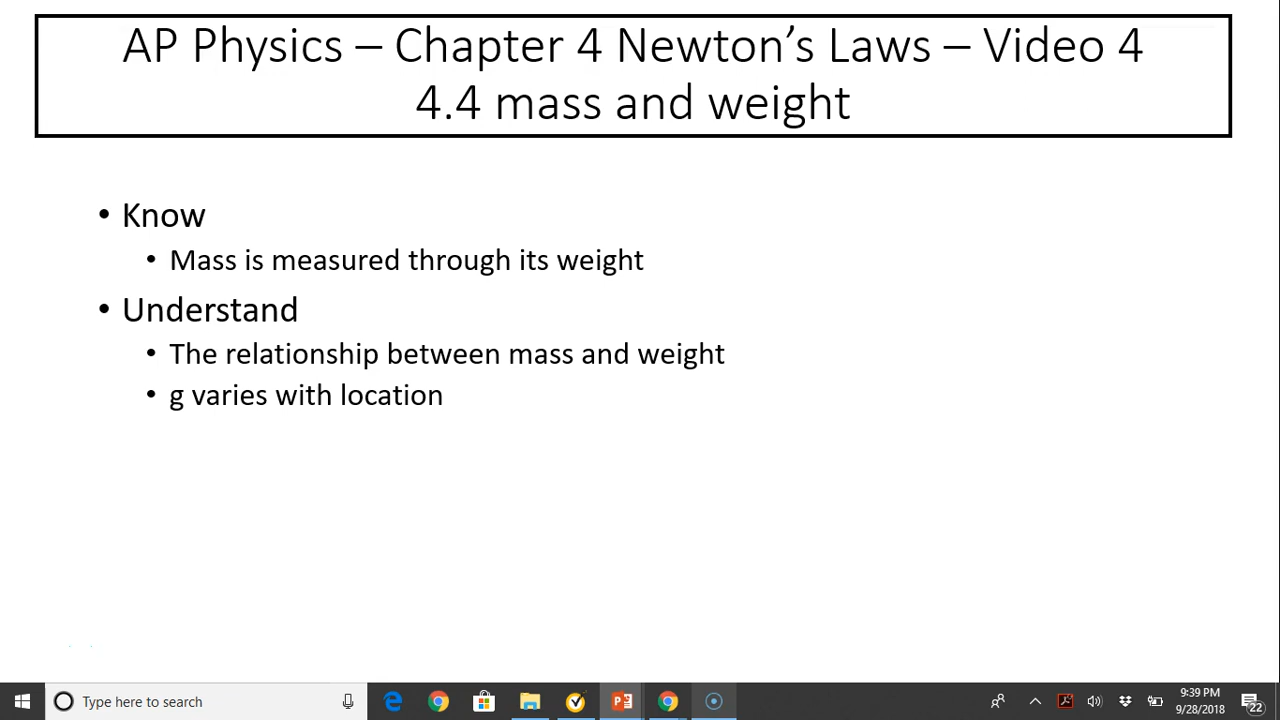 AP Physics – Chapter 4 Newton’s Laws – Video 4
4.4 mass and weight
• Know
• Mass is measured through its weight
• Understand
• The relationship between mass and weight
• g varies with location
Type here to search
9:39 PM
9/28/2018
22